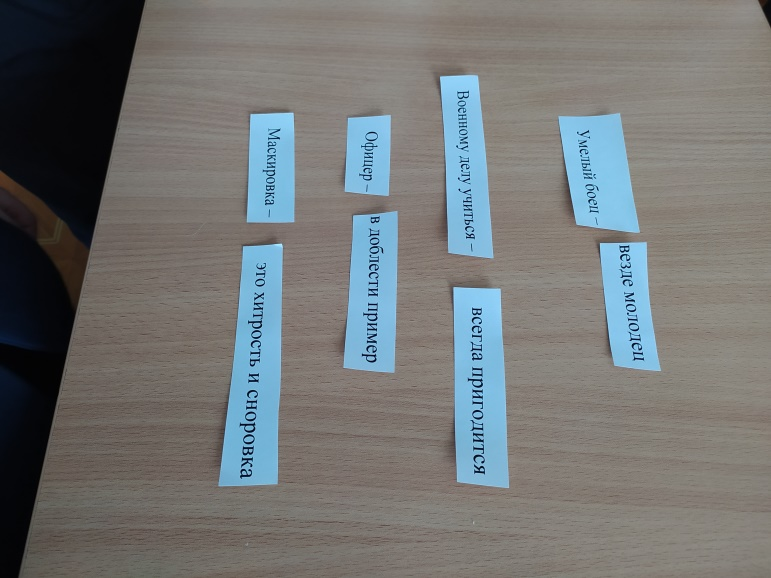 Умелый боец –
везде молодец
Военному делу учиться –
всегда пригодится
Офицер –
в доблести пример
Маскировка –
это хитрость и сноровка